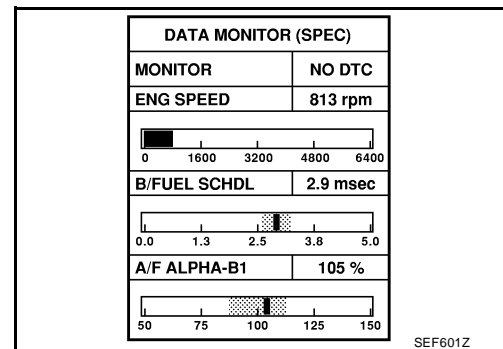 DATA MONITOR (SPEC)
MONITOR NO DTC
ENG SPEED 813 rpm
0 1600 3200 4800 6400
B/FUEL SCHDL 2.9 msec
0.0 1.3 2.5 3.8 5.0
A/F ALPHA-B1 105 %
50 75 100 125 150
SEF601Z